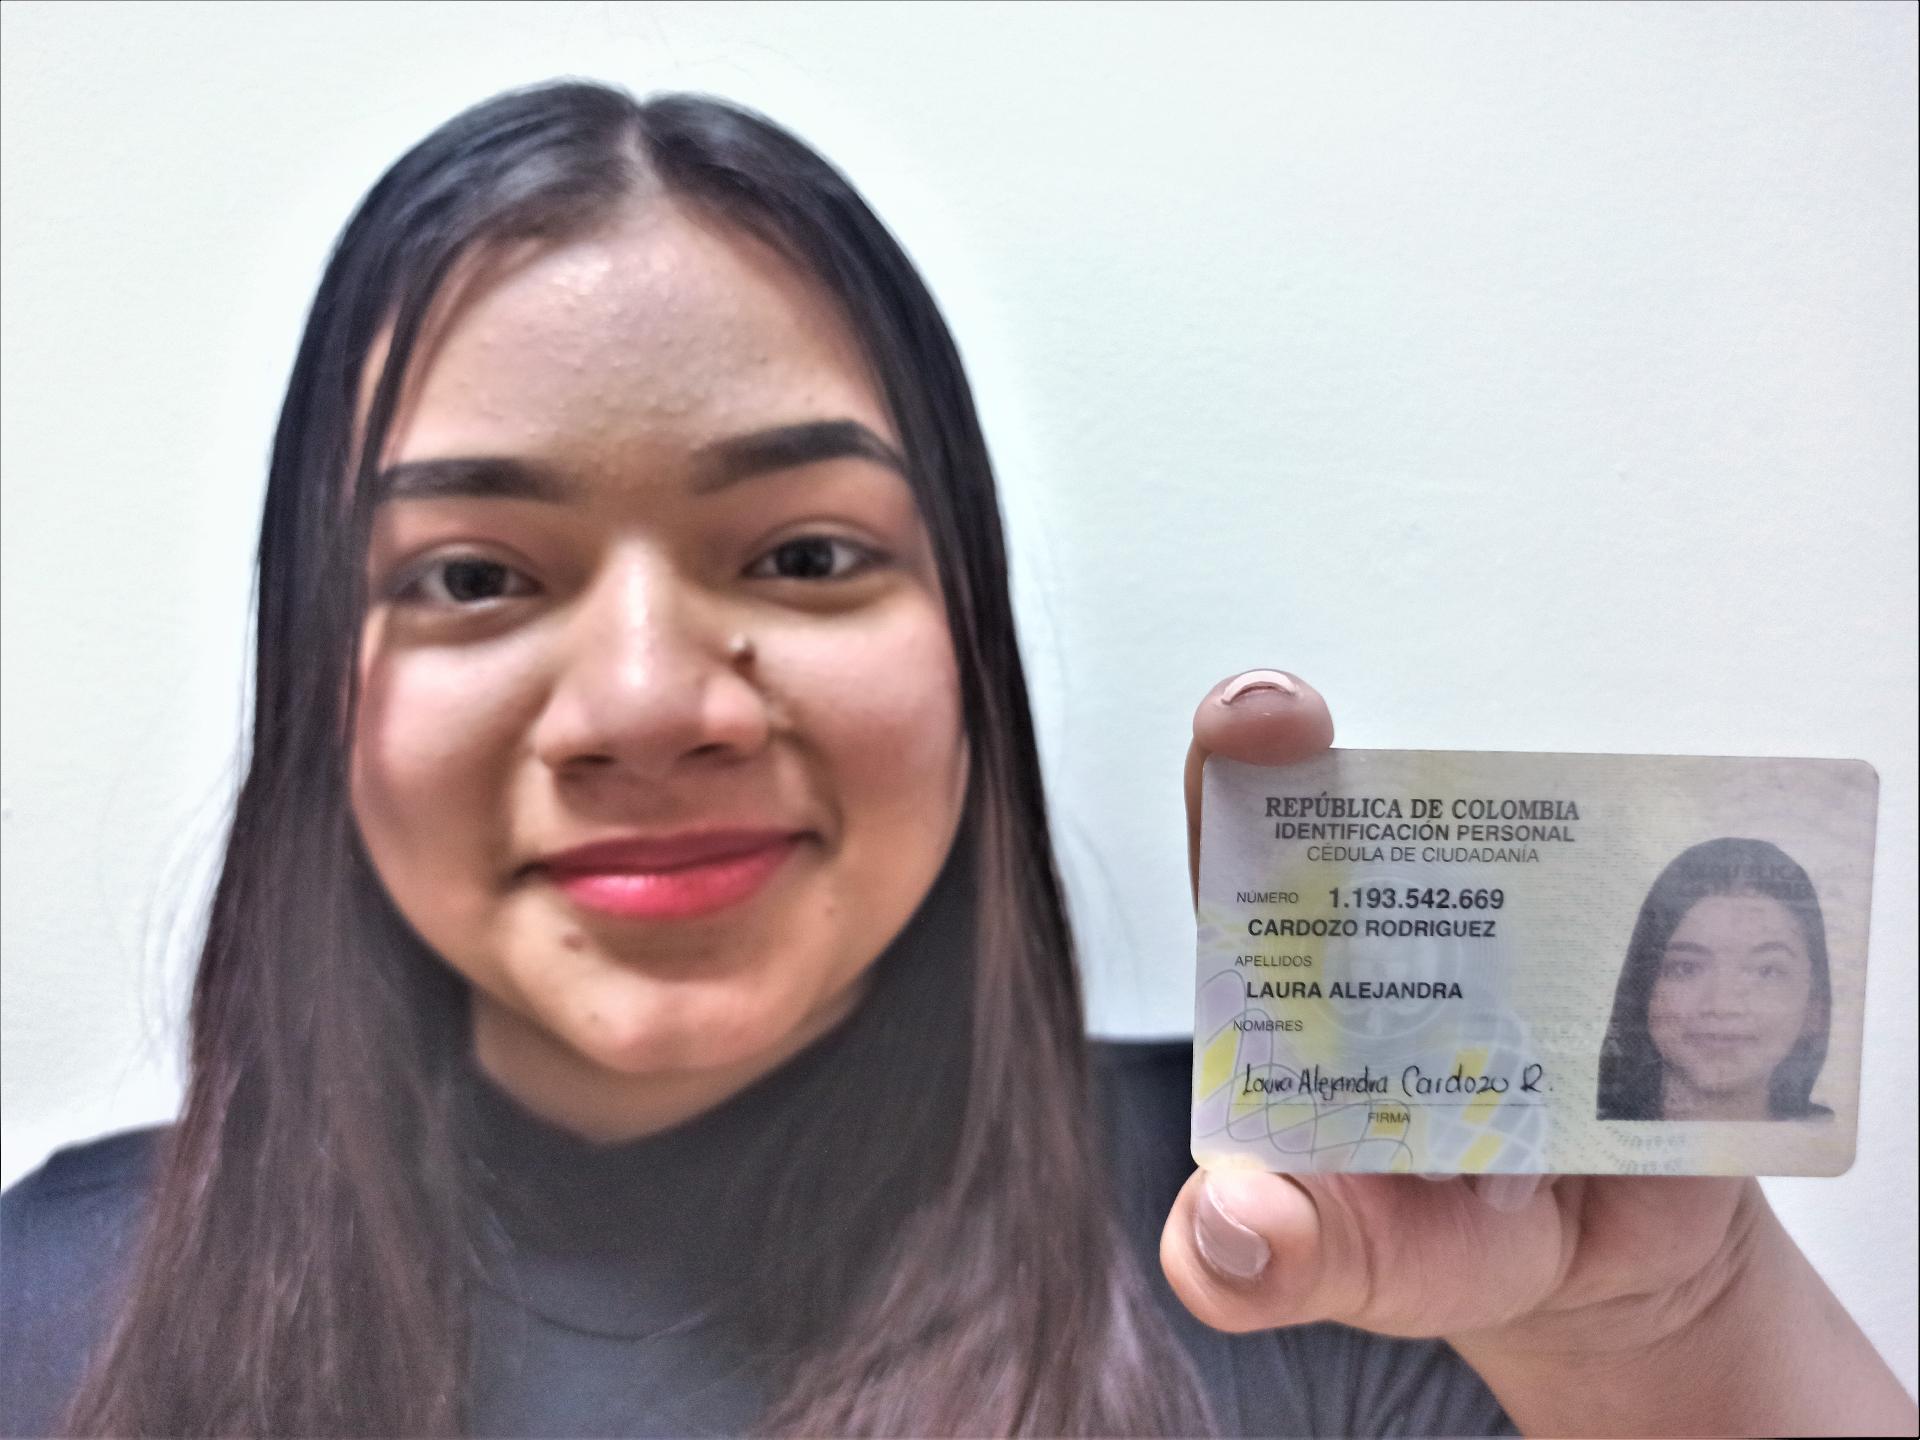 REPÚBLICA DE COLOMBIA
IDENTIFICACIÓN PERSONAL
CÉDULA DE CIUDADANÍA
NÚMERO 1.193.542.669
CARDOZO RODRIGUEZ
APELLIDOS
LAURA ALEJANDRA
NOMBRES
Laura Alejandra Cardozo R.
FIRMA